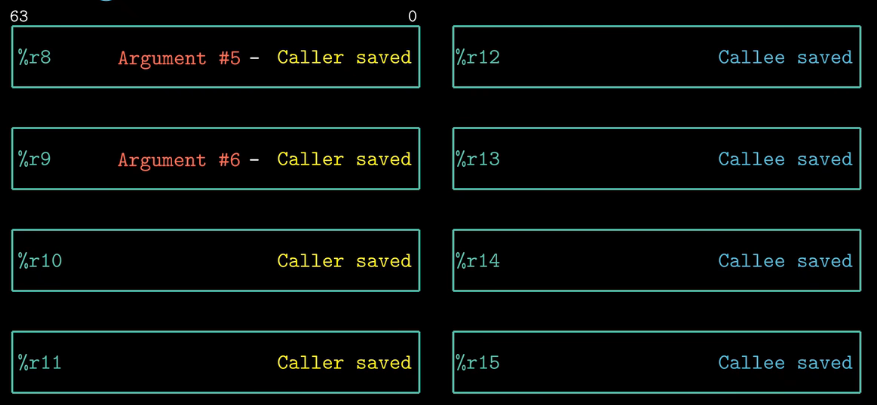 63 0
%r8 Argument #5 - Caller saved
%r12 Callee saved
%r9 Argument #6 - Caller saved
%r13 Callee saved
%r10 Caller saved
%r14 Callee saved
%r11 Caller saved
%r15 Callee saved